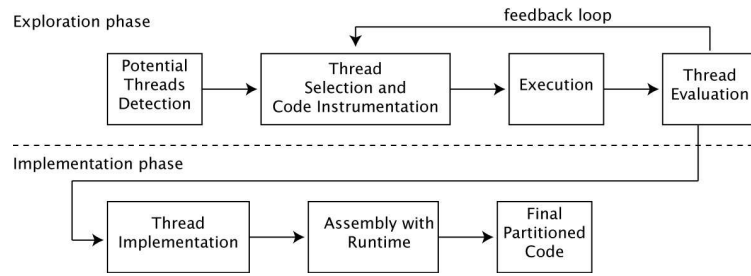 Exploration phase
feedback loop
Potential
Threads
Detection
Thread
Selection and
Code Instrumentation
Execution
Thread
Evaluation
Implementation phase
Thread
Implementation
Assembly with
Runtime
Final
Partitioned
Code